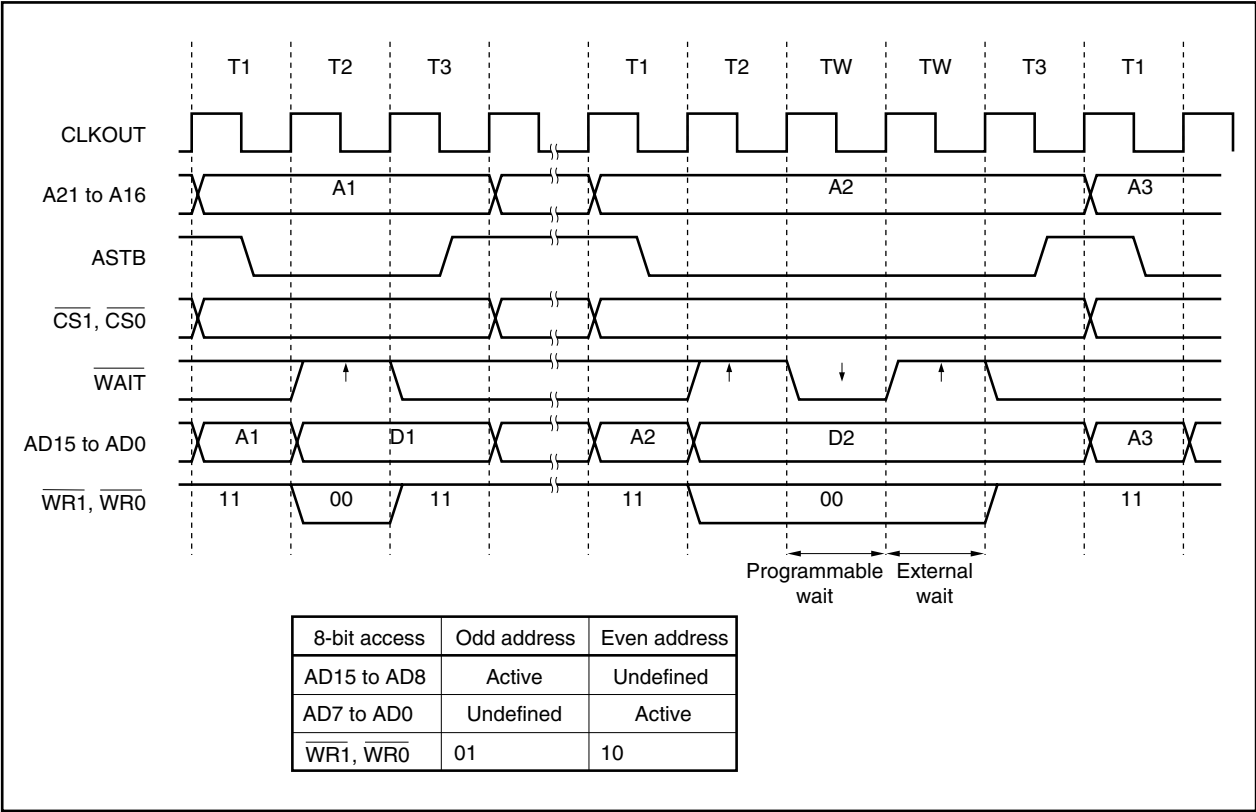 T1 T2 T3 T1 T2 TW TW T3 T1
CLKOUT
A21 to A16 A1 A2 A3
ASTB
CS1, CS0
WAIT
AD15 to AD0 A1 D1 A2 D2 A3
WR1, WR0 11 00 11 11 00 11
Programmable wait
External wait
8-bit access Odd address Even address
AD15 to AD8 Active Undefined
AD7 to AD0 Undefined Active
WR1, WR0 01 10